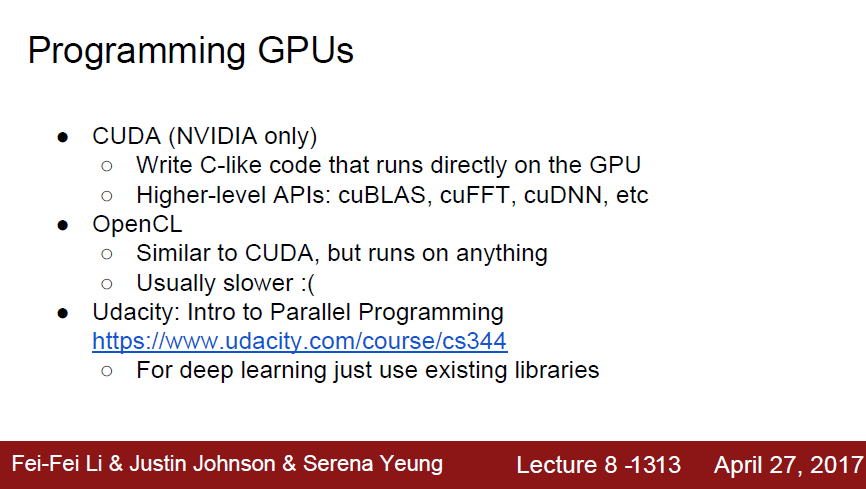 Programming GPUs
● CUDA (NVIDIA only)
○ Write C-like code that runs directly on the GPU
○ Higher-level APIs: cuBLAS, cuFFT, cuDNN, etc
● OpenCL
○ Similar to CUDA, but runs on anything
○ Usually slower :(
● Udacity: Intro to Parallel Programming
https://www.udacity.com/course/cs344
○ For deep learning just use existing libraries
Fei-Fei Li & Justin Johnson & Serena Yeung Lecture 8 -1313 April 27, 2017